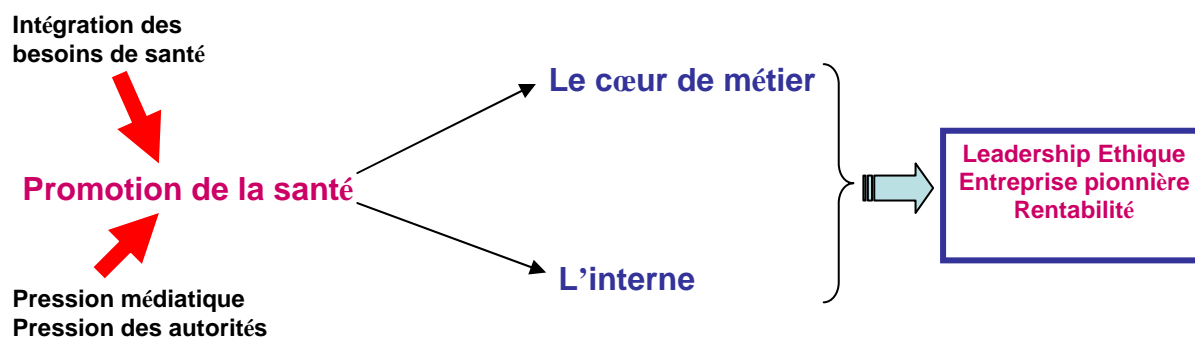 Intégration des
besoins de santé
Le cœur de métier
Promotion de la santé
Leadership Ethique
Entreprise pionnière
Rentabilité
L’interne
Pression médiatique
Pression des autorités